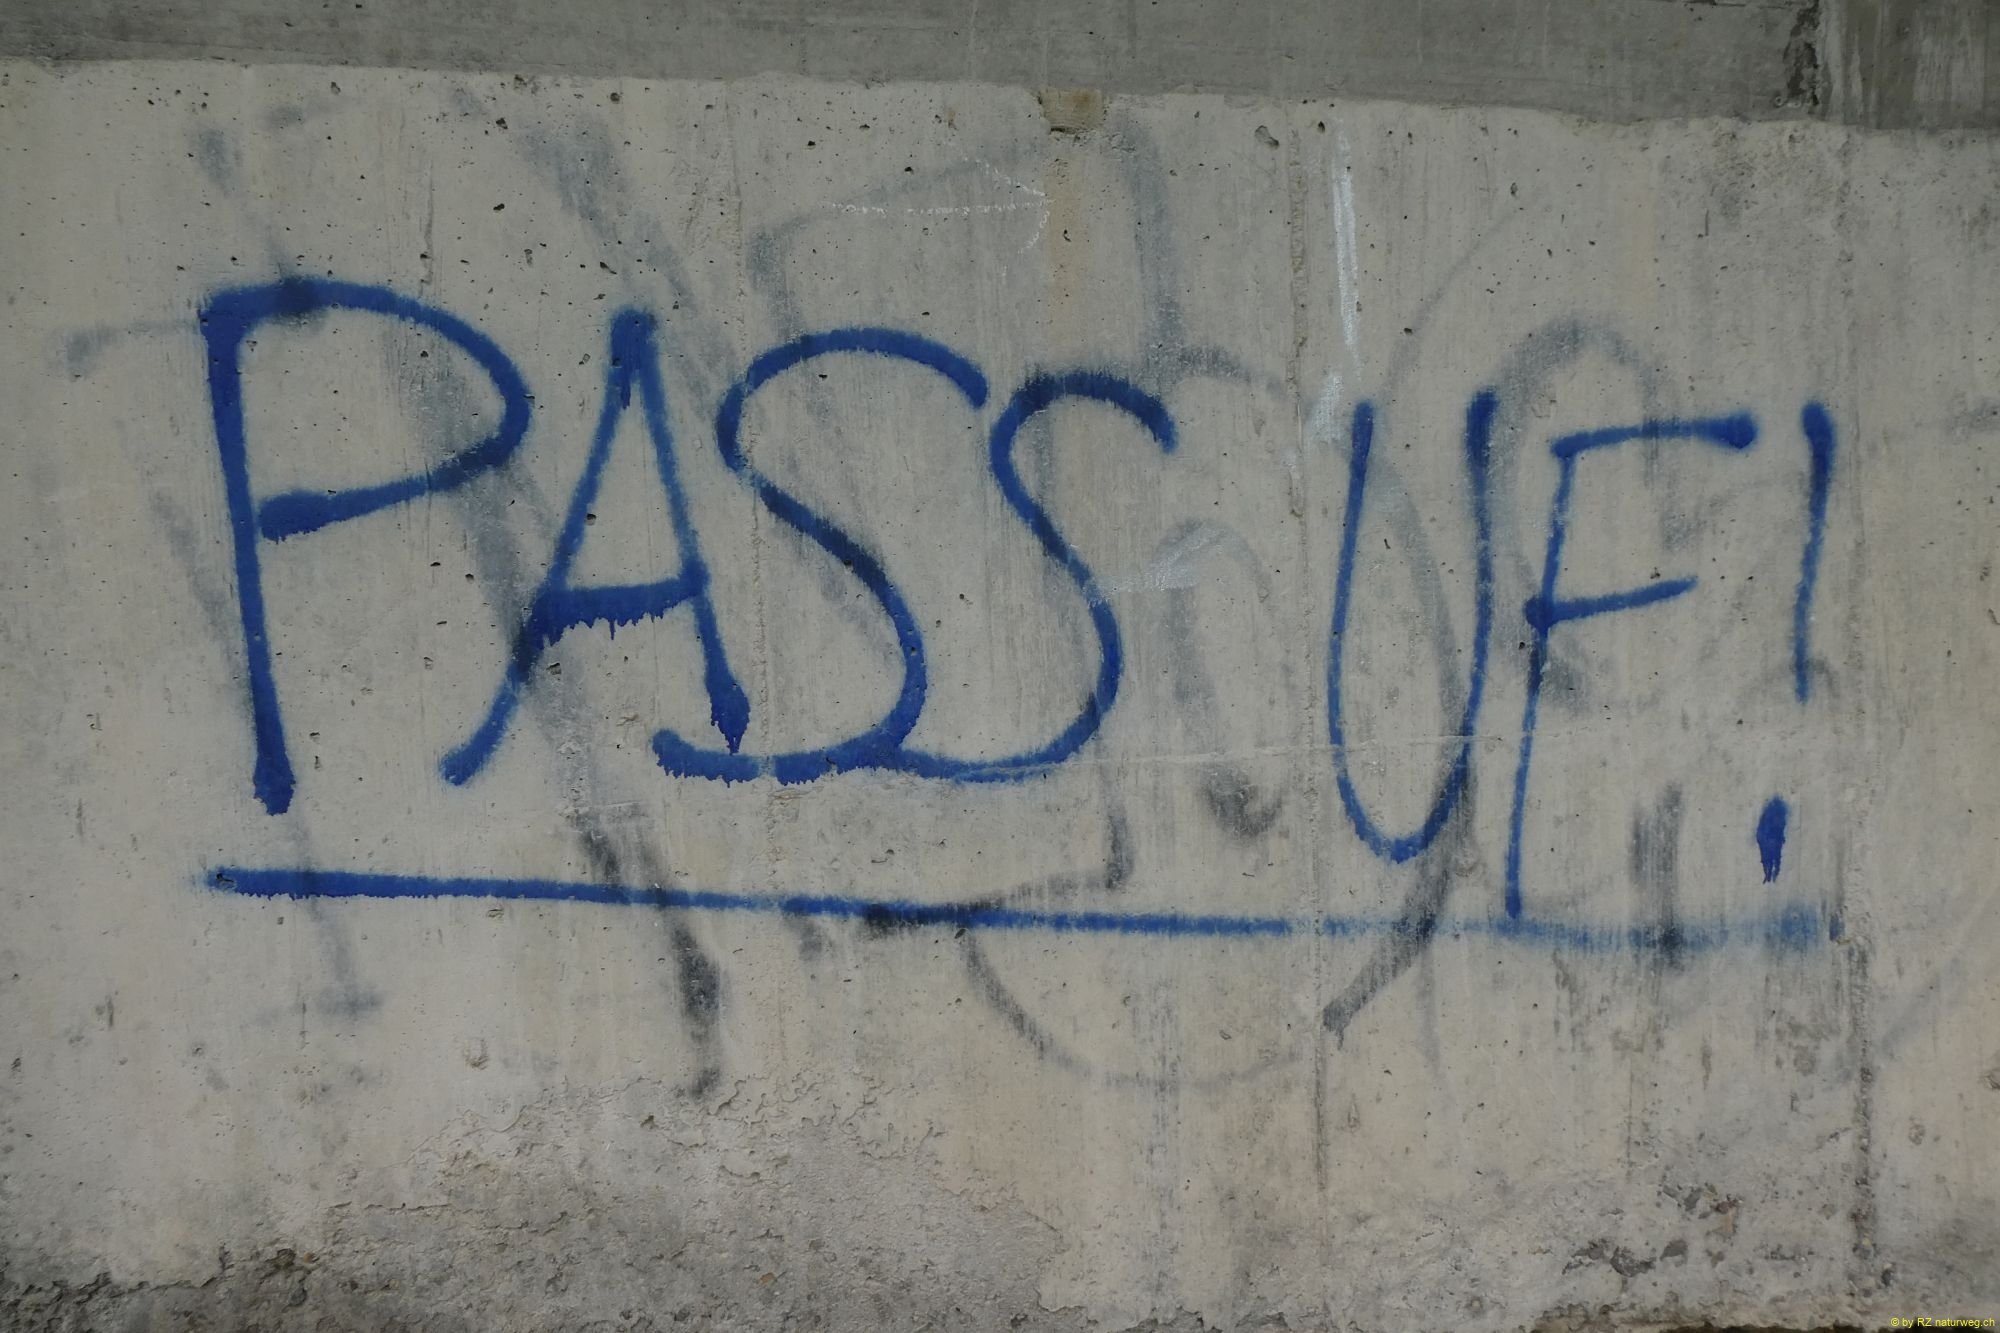 PASS UF!
© by RZ naturweg.ch